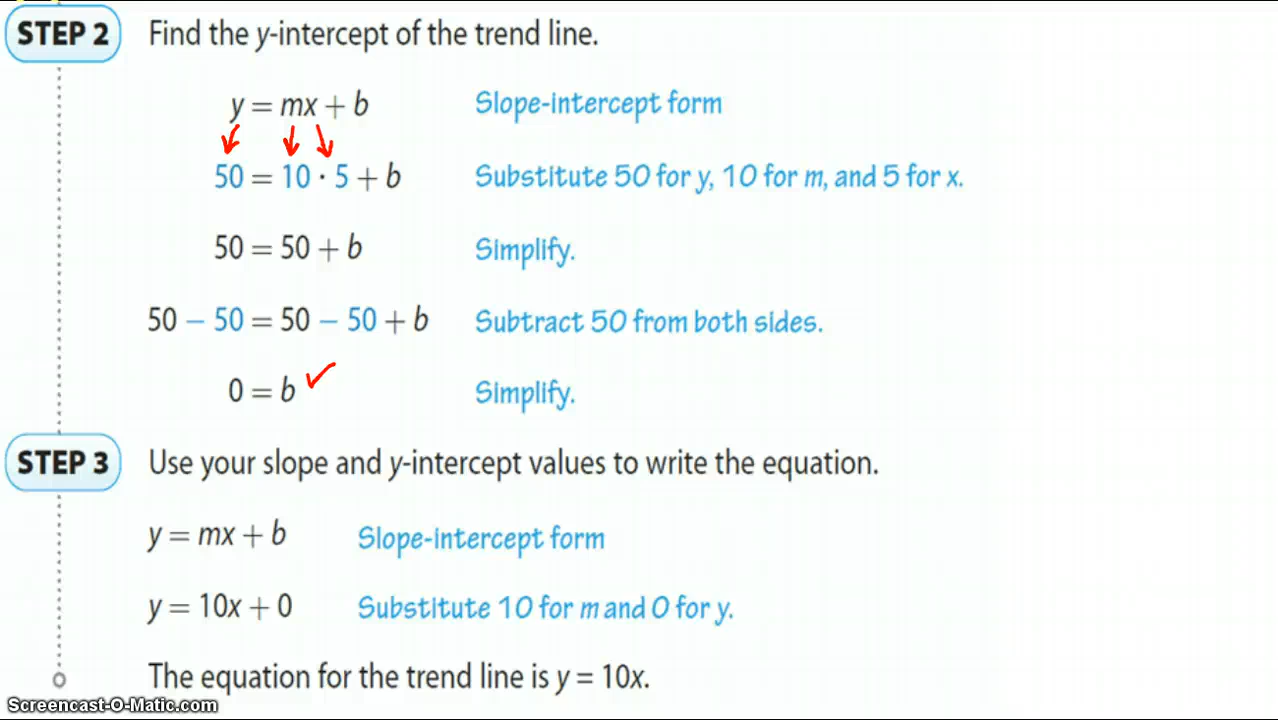 STEP 2 Find the y-intercept of the trend line.
y = mx + b Slope-intercept form
50 = 10 · 5 + b Substitute 50 for y, 10 for m, and 5 for x.
50 = 50 + b Simplify.
50 − 50 = 50 − 50 + b Subtract 50 from both sides.
0 = b ✓ Simplify.
STEP 3 Use your slope and y-intercept values to write the equation.
y = mx + b Slope-intercept form
y = 10x + 0 Substitute 10 for m and 0 for y.
The equation for the trend line is y = 10x.
Screencast-O-Matic.com